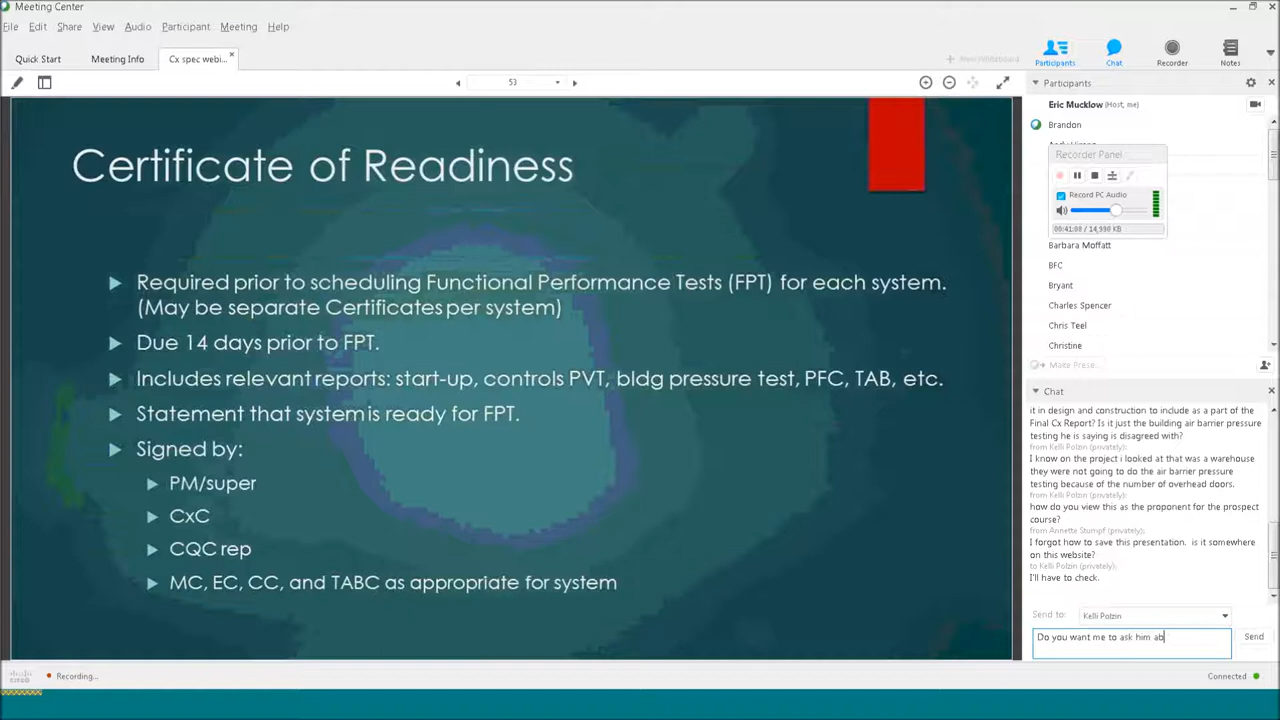 Meeting Center
File Edit Share View Audio Participant Meeting Help
Quick Start Meeting Info Cx spec webi...
New Whiteboard
Participants Chat Recorder Notes
53
Certificate of Readiness
Required prior to scheduling Functional Performance Tests (FPT) for each system.
(May be separate Certificates per system)
Due 14 days prior to FPT.
Includes relevant reports: start-up, controls PVT, bldg pressure test, PFC, TAB, etc.
Statement that system is ready for FPT.
Signed by:
PM/super
CxC
CQC rep
MC, EC, CC, and TABC as appropriate for system
Participants
Eric Mucklow (Host, me)
Brandon
Recorder Panel
Record PC Audio
00:41:00 / 14,990 KB
Barbara Moffatt
BFC
Bryant
Charles Spencer
Chris Teel
Christine
Make Prese...
Chat
it in design and construction to include as a part of the
Final Cx Report? Is it just the building air barrier pressure
testing he is saying is disagreed with?
from Kelli Polzin (privately):
I know on the project i looked at that was a warehouse
they were not going to do the air barrier pressure
testing because of the number of overhead doors.
from Kelli Polzin (privately):
how do you view this as the proponent for the prospect
course?
from Annette Stumpf (privately):
I forgot how to save this presentation. is it somewhere
on this website?
to Kelli Polzin (privately):
I'll have to check.
Send to: Kelli Polzin
Do you want me to ask him ab
Send
Recording...
Connected